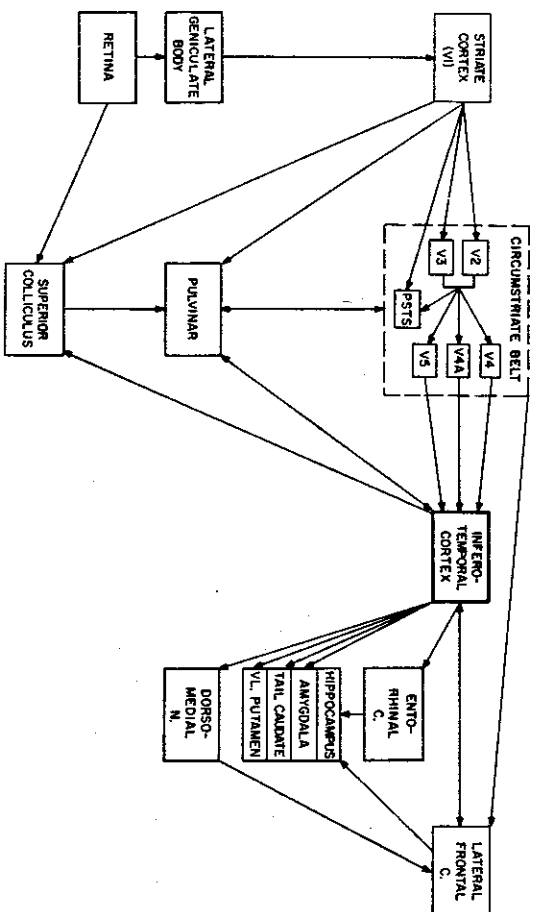 RETINA
LATERAL
GENICULATE
BODY
STRIATE
CORTEX
(VI)
SUPERIOR
COLLICULUS
PULVINAR
CIRCUMSTRIATE BELT
V2
V3
PSTS
V4
V4A
V5
INFERO-
TEMPORAL
CORTEX
ENTO-
RHINAL
C.
HIPPOCAMPUS
AMYGDALA
TAIL CAUDATE
VL. PUTAMEN
DORSO-
MEDIAL
N.
LATERAL
FRONTAL
C.